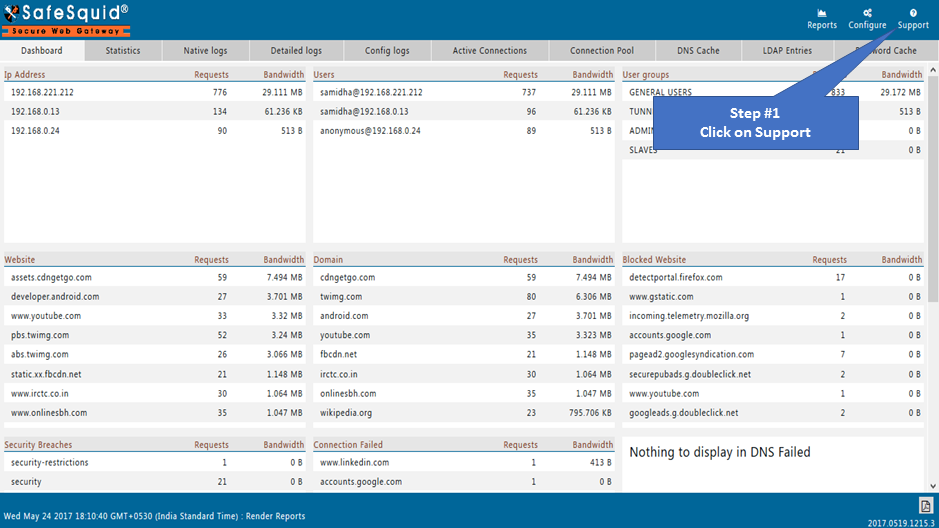 SafeSquid®
Secure Web Gateway
Reports Configure Support
Dashboard Statistics Native logs Detailed logs Config logs Active Connections Connection Pool DNS Cache LDAP Entries Cache
Ip Address Requests Bandwidth
192.168.221.212 776 29.111 MB
192.168.0.13 134 61.236 KB
192.168.0.24 90 513 B
Users Requests Bandwidth
samidha@192.168.221.212 737 29.111 MB
samidha@192.168.0.13 96 61.236 KB
anonymous@192.168.0.24 89 513 B
User groups Bandwidth
GENERAL USERS 833 29.172 MB
513 B
0 B
SLAVES 21 0 B
Step #1
Click on Support
Website Requests Bandwidth
assets.cdngetgo.com 59 7.494 MB
developer.android.com 27 3.701 MB
www.youtube.com 33 3.32 MB
pbs.twimg.com 52 3.24 MB
abs.twimg.com 26 3.066 MB
static.xx.fbcdn.net 21 1.148 MB
www.irctc.co.in 30 1.064 MB
www.onlinesbh.com 35 1.047 MB
Domain Requests Bandwidth
cdngetgo.com 59 7.494 MB
twimg.com 80 6.306 MB
android.com 27 3.701 MB
youtube.com 35 3.323 MB
fbcdn.net 21 1.148 MB
irctc.co.in 30 1.064 MB
onlinesbh.com 35 1.047 MB
wikipedia.org 23 795.706 KB
Blocked Website Requests Bandwidth
detectportal.firefox.com 17 0 B
www.gstatic.com 1 0 B
incoming.telemetry.mozilla.org 2 0 B
accounts.google.com 1 0 B
pagead2.googlesyndication.com 7 0 B
securepubads.g.doubleclick.net 2 0 B
www.youtube.com 1 0 B
googleads.g.doubleclick.net 2 0 B
Security Breaches Requests Bandwidth
security-restrictions 1 0 B
security 21 0 B
Connection Failed Requests Bandwidth
www.linkedin.com 1 413 B
accounts.google.com 1 0 B
Nothing to display in DNS Failed
Wed May 24 2017 18:10:40 GMT+0530 (India Standard Time) : Render Reports
2017.0519.1215.3